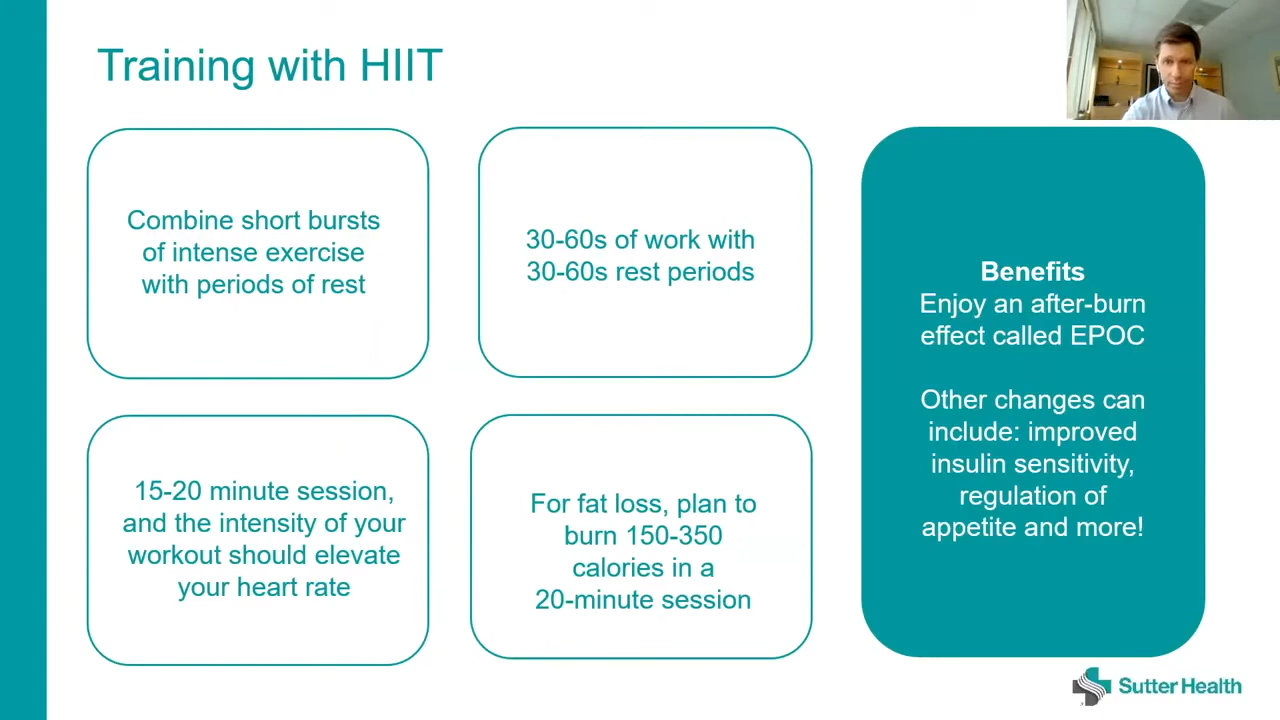 Training with HIIT
Combine short bursts
of intense exercise
with periods of rest
30-60s of work with
30-60s rest periods
15-20 minute session,
and the intensity of your
workout should elevate
your heart rate
For fat loss, plan to
burn 150-350
calories in a
20-minute session
Benefits
Enjoy an after-burn
effect called EPOC
Other changes can
include: improved
insulin sensitivity,
regulation of
appetite and more!
Sutter Health